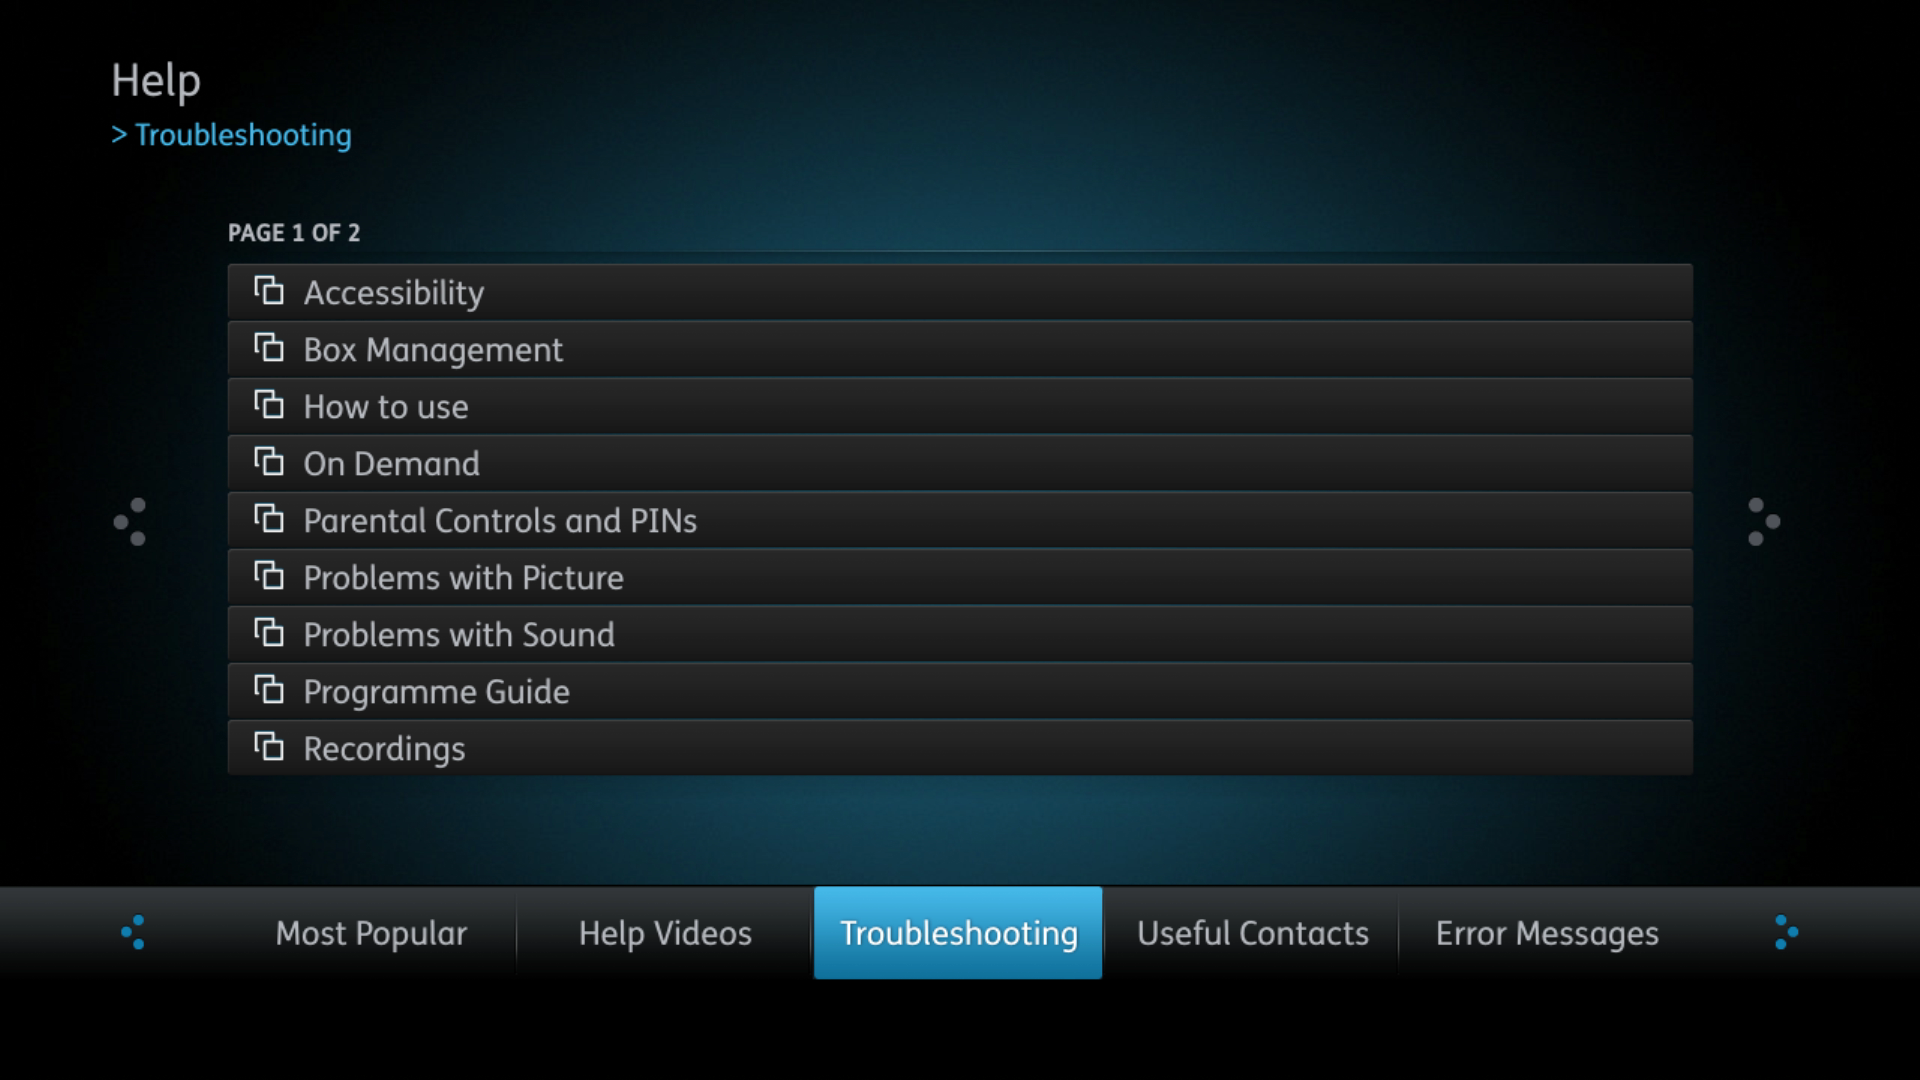 Help
> Troubleshooting
PAGE 1 OF 2
Accessibility
Box Management
How to use
On Demand
Parental Controls and PINs
Problems with Picture
Problems with Sound
Programme Guide
Recordings
Most Popular
Help Videos
Troubleshooting
Useful Contacts
Error Messages